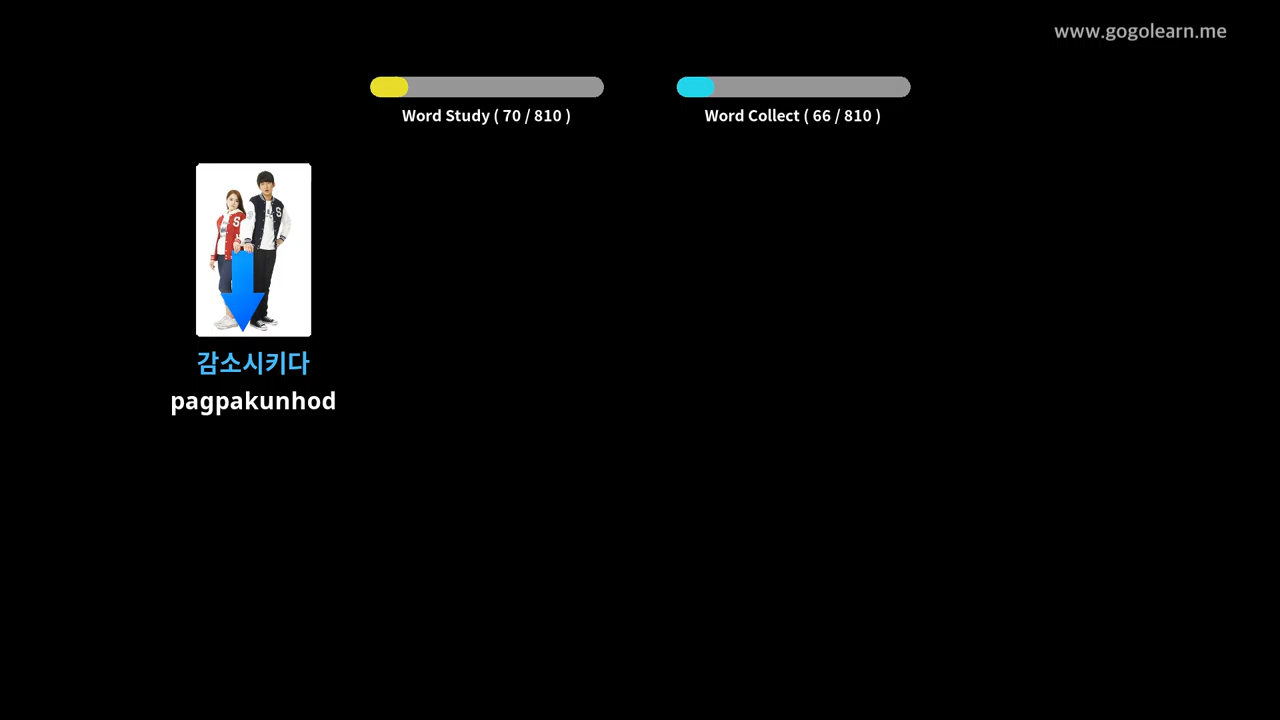 www.gogolearn.me
Word Study ( 70 / 810 )
Word Collect ( 66 / 810 )
S
S
감소시키다
pagpakunhod